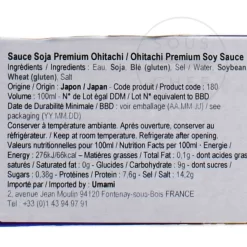 Sauce Soja Premium Ohitachi / Ohitachi Premium Soy Sauce
Ingrédients / Ingredients : Eau, Soja, Blé (gluten), Sel / Water, Soybean,
Wheat (gluten), Salt
Origine / Origin : Japon / Japan - Code produit / Product code : 180
Volume : 100ml - N° de Lot égal DDM / Lot N° equivalent to BBD
Date de Durabilité Minimale / BBD : voir emballage (AA.MM.JJ) / see
packaging (YY.MM.DD)
Conserver à température ambiante. Après ouverture, conserver au
réfrigérateur / Keep at room temperature. Refrigerate after opening.
Valeurs nutritionnelles pour 100ml / Nutrition Facts per 100ml :
Energy : 276kJ/66kcal – Matières grasses / Total Fat : 0,1g - dont acides gras
saturés / Saturated : 0g - Glucides / Carbohydrates : 9g - dont sucres /
Sugars : 0,38g - Protéines / Protein : 7,6g - Sel / Salt : 14,2g
Importé par / Imported by : Umami
2, avenue Jean Moulin 94120 Fontenay-sous-Bois FRANCE
Tel. +33 (0)1 43 94 97 91